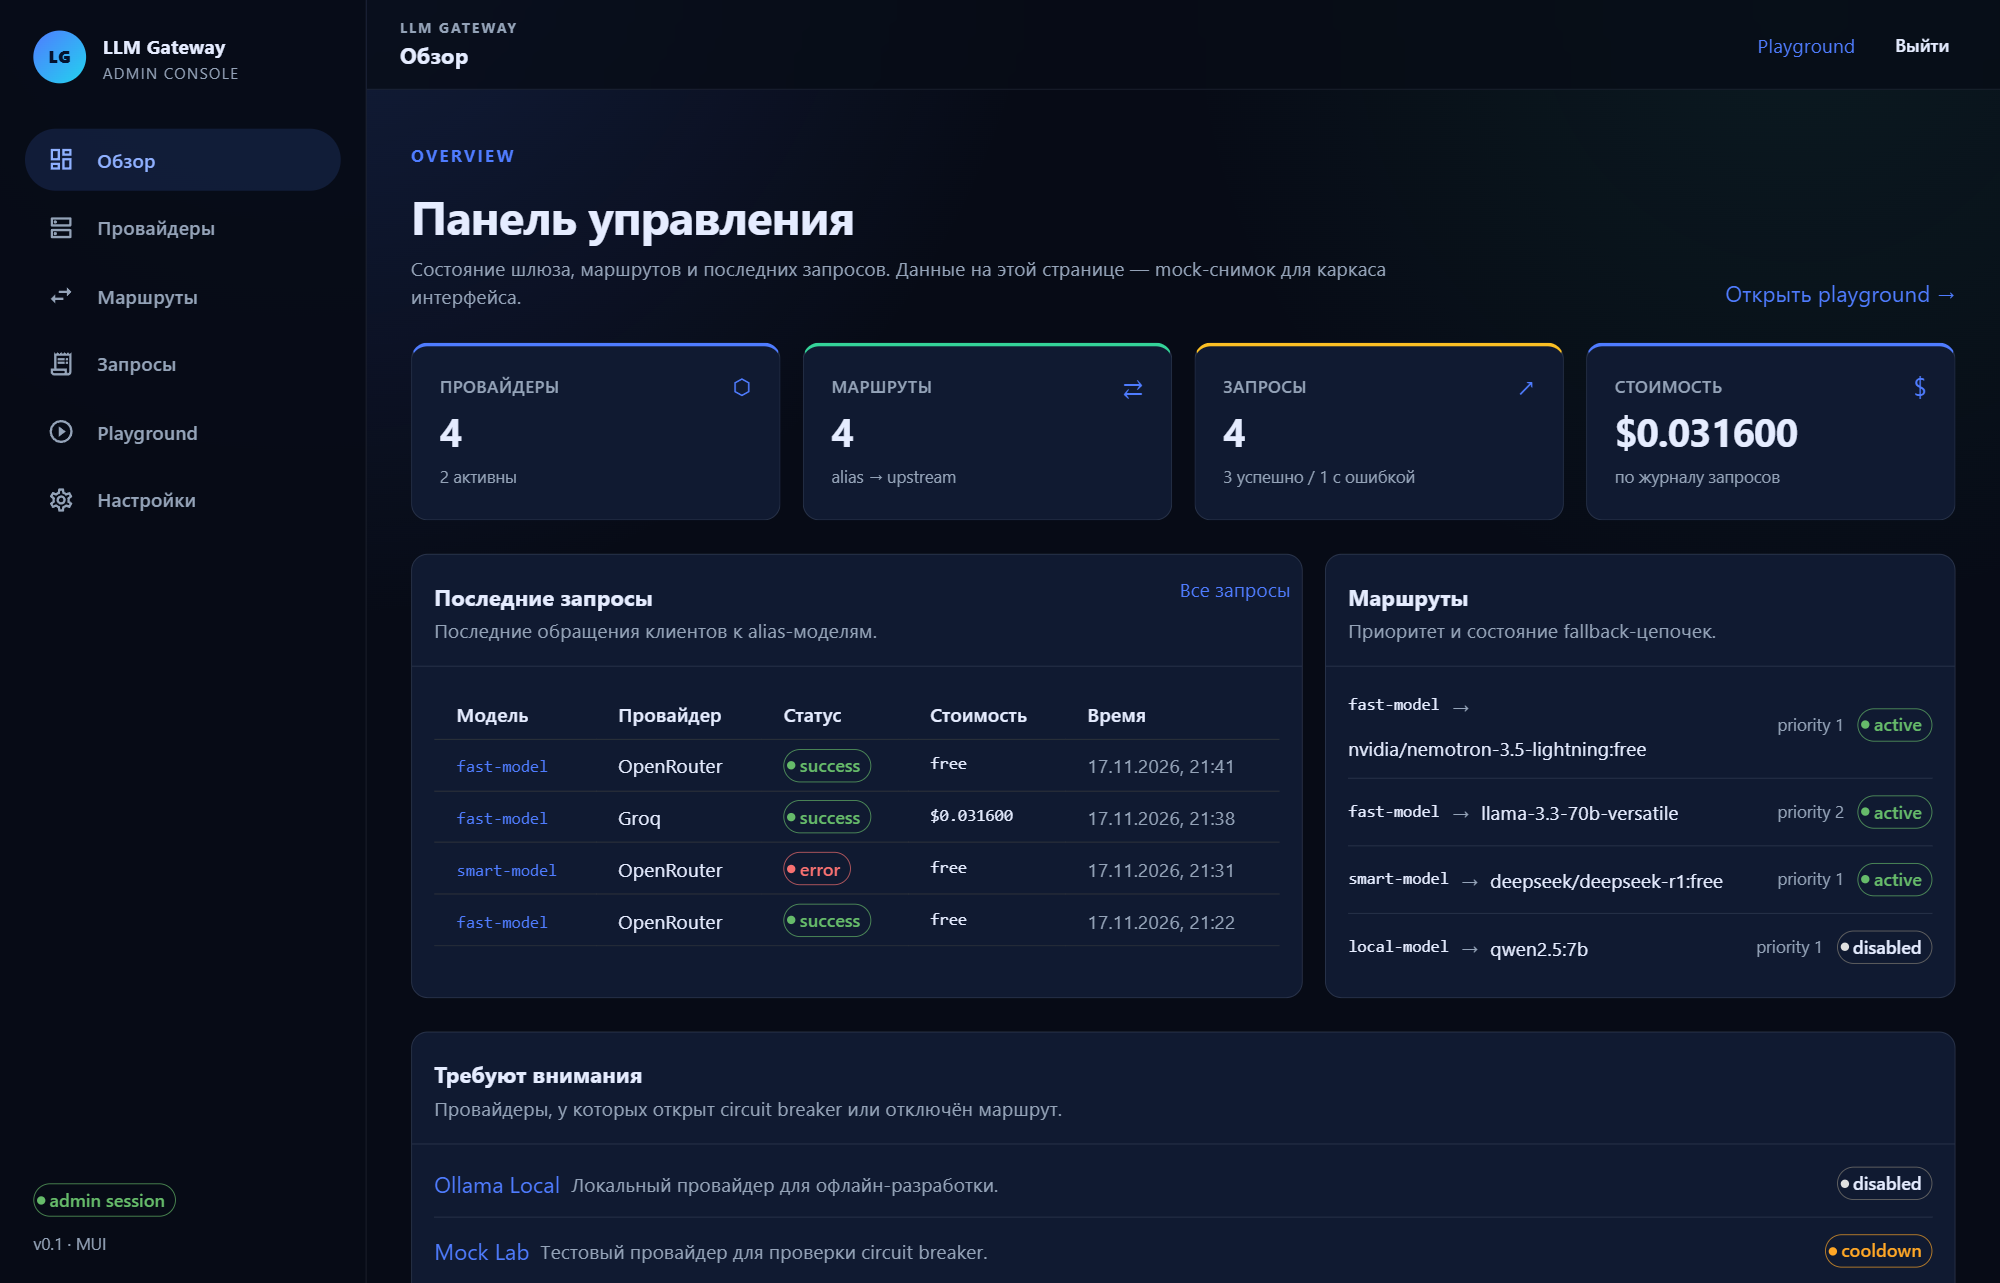 LG
LLM Gateway
ADMIN CONSOLE
Обзор
Провайдеры
Маршруты
Запросы
Playground
Настройки
admin session
v0.1 · MUI
LLM GATEWAY
Обзор
Playground
Выйти
OVERVIEW
Панель управления
Состояние шлюза, маршрутов и последних запросов. Данные на этой странице — mock-снимок для каркаса
интерфейса.
Открыть playground →
ПРОВАЙДЕРЫ
4
2 активны
МАРШРУТЫ
⇄
4
alias → upstream
ЗАПРОСЫ
↗
4
3 успешно / 1 с ошибкой
СТОИМОСТЬ
$
$0.031600
по журналу запросов
Последние запросы
Все запросы
Последние обращения клиентов к alias-моделям.
Модель Провайдер Статус Стоимость Время
fast-model OpenRouter success free 17.11.2026, 21:41
fast-model Groq success $0.031600 17.11.2026, 21:38
smart-model OpenRouter error free 17.11.2026, 21:31
fast-model OpenRouter success free 17.11.2026, 21:22
Маршруты
Приоритет и состояние fallback-цепочек.
fast-model →
nvidia/nemotron-3.5-lightning:free
priority 1 active
fast-model → llama-3.3-70b-versatile priority 2 active
smart-model → deepseek/deepseek-r1:free priority 1 active
local-model → qwen2.5:7b priority 1 disabled
Требуют внимания
Провайдеры, у которых открыт circuit breaker или отключён маршрут.
Ollama Local Локальный провайдер для офлайн-разработки. disabled
Mock Lab Тестовый провайдер для проверки circuit breaker. cooldown